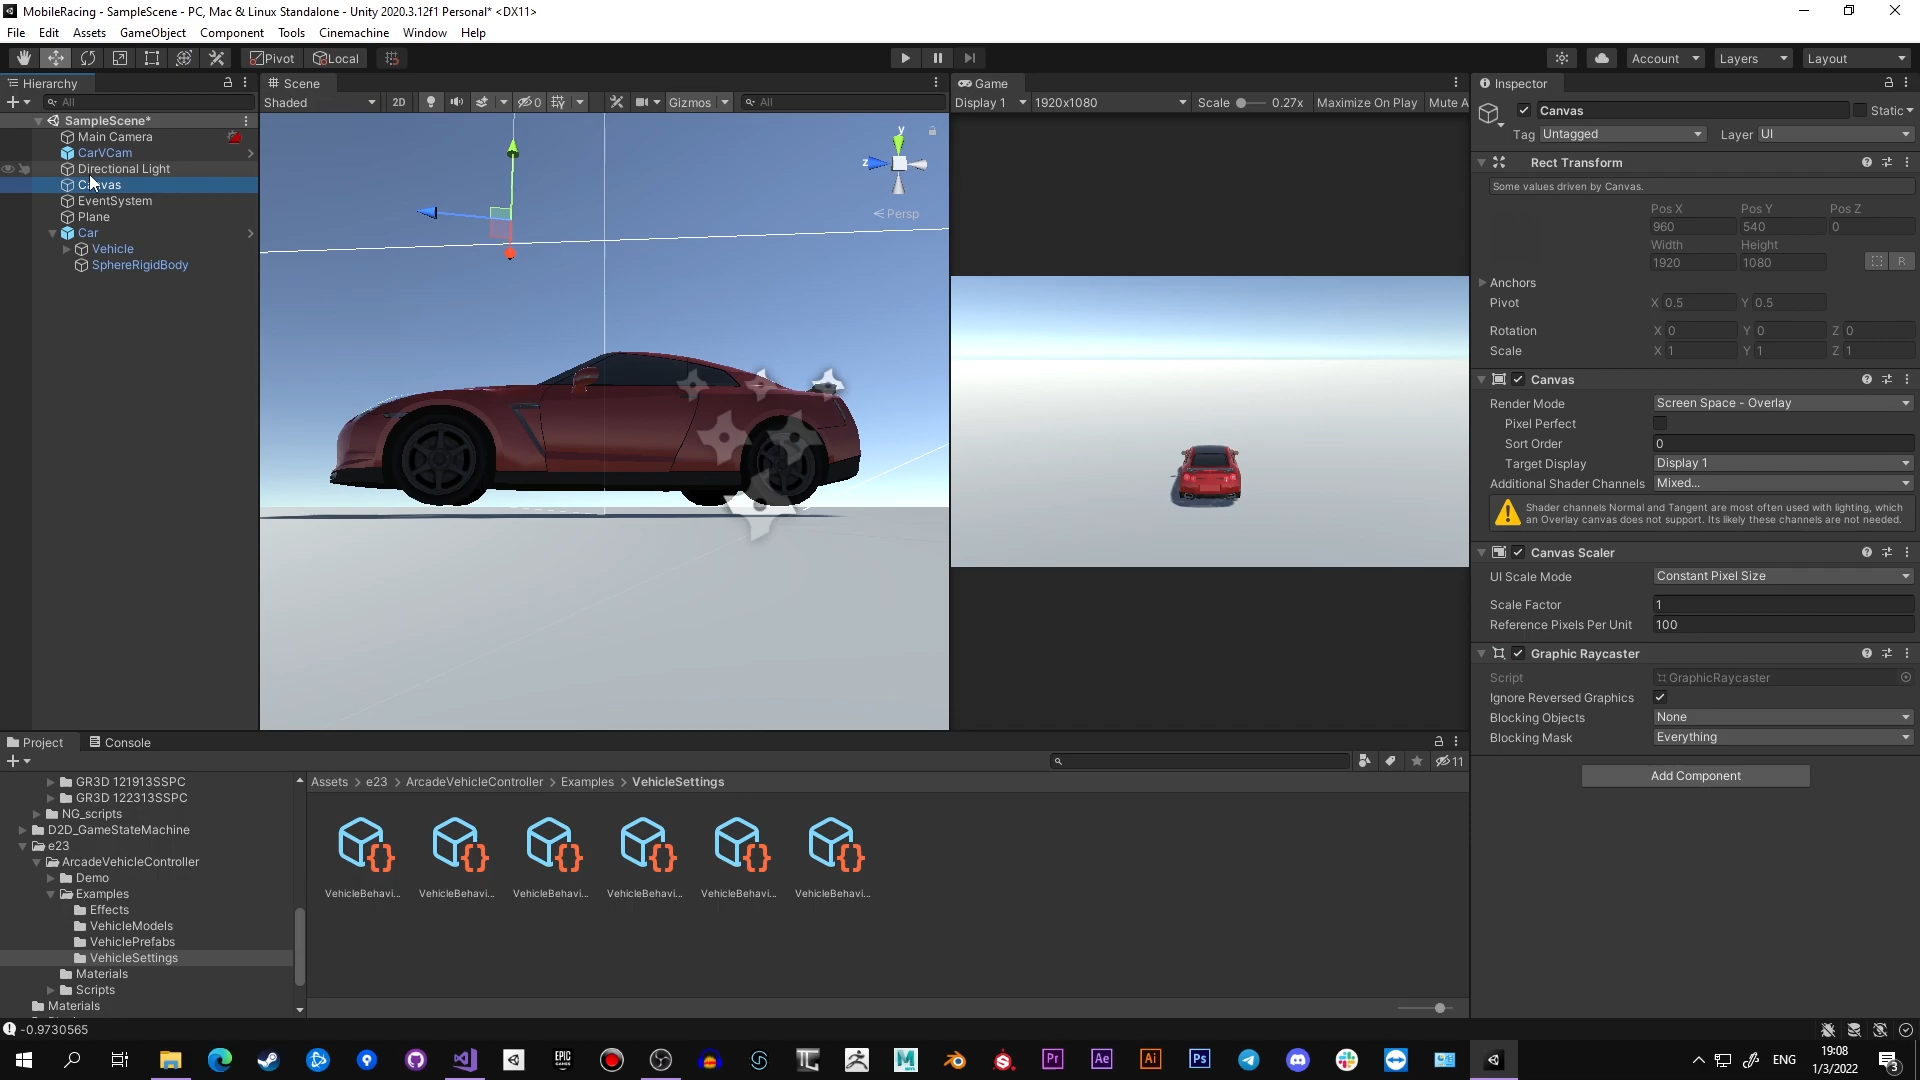 MobileRacing - SampleScene - PC, Mac & Linux Standalone - Unity 2020.3.12f1 Personal* <DX11>
File Edit Assets GameObject Component Tools Cinemachine Window Help
Pivot Local Account Layers Layout
Hierarchy
All
SampleScene*
Main Camera
CarVCam
Directional Light
Canvas
EventSystem
Plane
Car
Vehicle
SphereRigidBody
Scene
Shaded 2D 0 Gizmos All
y
z
Persp
Game
Display 1 1920x1080 Scale 0.27x Maximize On Play Mute A
Inspector
Canvas Static
Tag Untagged Layer UI
Rect Transform
Some values driven by Canvas.
Pos X Pos Y Pos Z
960 540 0
Width Height
1920 1080
R
Anchors
Pivot X 0.5 Y 0.5
Rotation X 0 Y 0 Z 0
Scale X 1 Y 1 Z 1
Canvas
Render Mode Screen Space - Overlay
Pixel Perfect
Sort Order 0
Target Display Display 1
Additional Shader Channels Mixed...
Shader channels Normal and Tangent are most often used with lighting, which
an Overlay canvas does not support. Its likely these channels are not needed.
Canvas Scaler
UI Scale Mode Constant Pixel Size
Scale Factor 1
Reference Pixels Per Unit 100
Graphic Raycaster
Script GraphicRaycaster
Ignore Reversed Graphics
Blocking Objects None
Blocking Mask Everything
Add Component
Project Console
11
GR3D 121913SSPC
GR3D 122313SSPC
NG_scripts
D2D_GameStateMachine
e23
ArcadeVehicleController
Demo
Examples
Effects
VehicleModels
VehiclePrefabs
VehicleSettings
Materials
Scripts
Materials
Assets > e23 > ArcadeVehicleController > Examples > VehicleSettings
VehicleBehavi... VehicleBehavi... VehicleBehavi... VehicleBehavi... VehicleBehavi... VehicleBehavi...
-0.9730565
EPIC GAMES
Pr Ae Ai Ps
ENG
19:08
1/3/2022
3